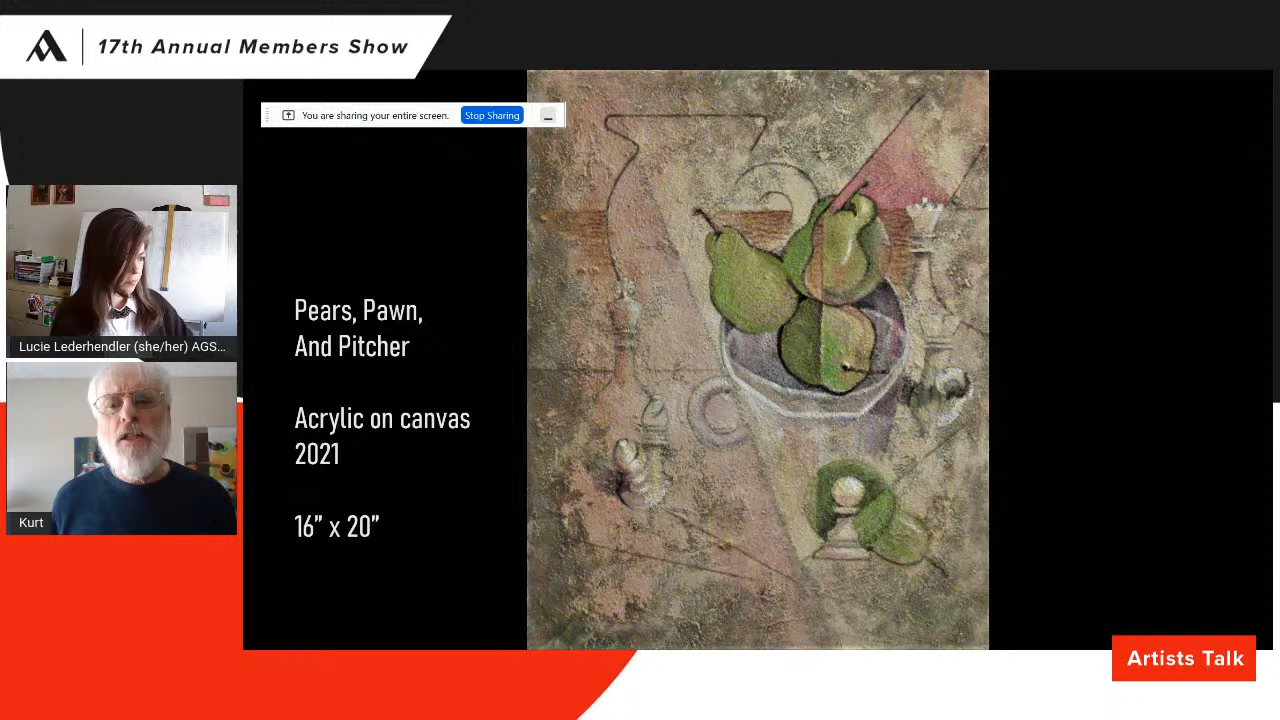 17th Annual Members Show
You are sharing your entire screen.
Stop Sharing
Lucie Lederhendler (she/her) AGS...
Kurt
Pears, Pawn,
And Pitcher
Acrylic on canvas
2021
16” x 20”
Artists Talk